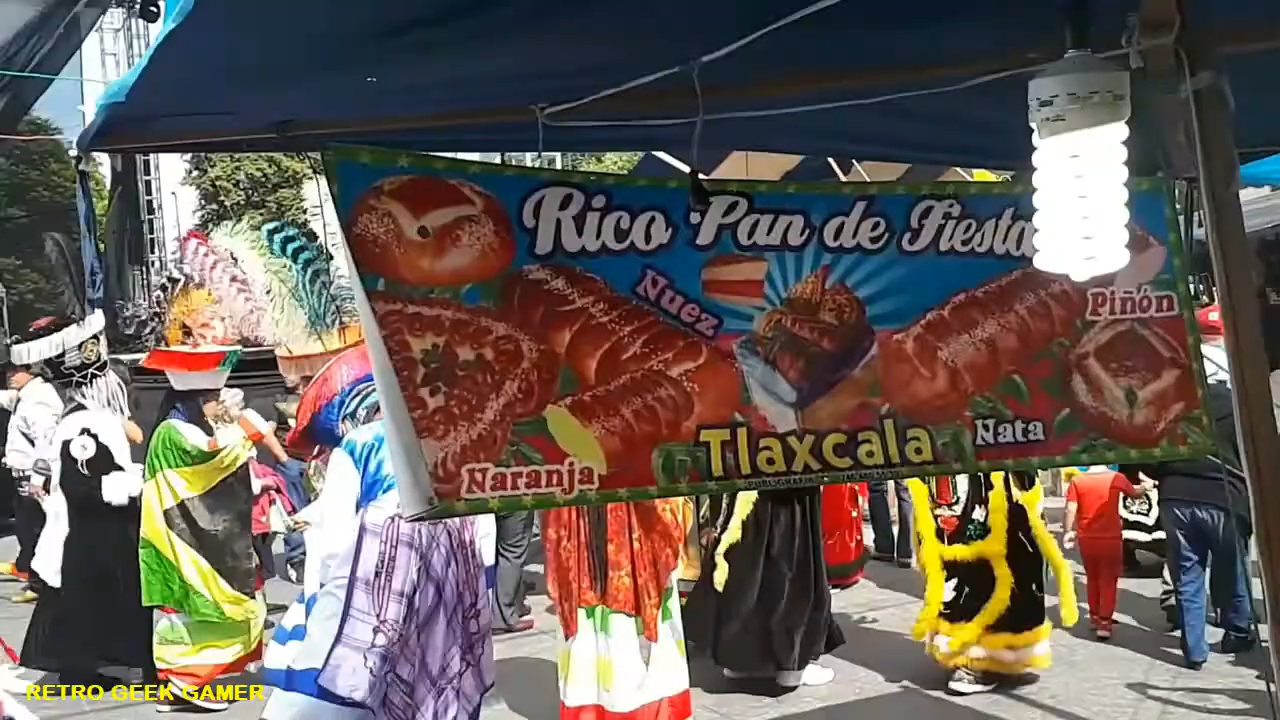 Rico Pan de Fiesta
Nuez
Piñón
Nata
Tlaxcala
Naranja
RETRO GEEK GAMER